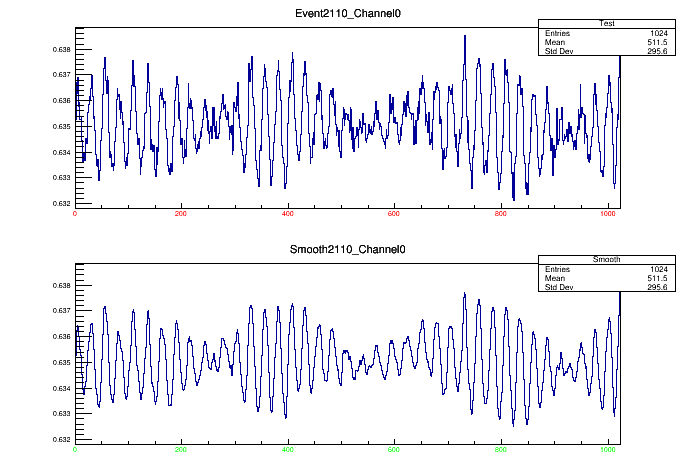 Event2110_Channel0
Test
Entries 1024
Mean 511.5
Std Dev 295.6
0.638
0.637
0.636
0.635
0.634
0.633
0.632
0 200 400 600 800 1000
Smooth2110_Channel0
Smooth
Entries 1024
Mean 511.5
Std Dev 295.6
0.638
0.637
0.636
0.635
0.634
0.633
0.632
0 200 400 600 800 1000